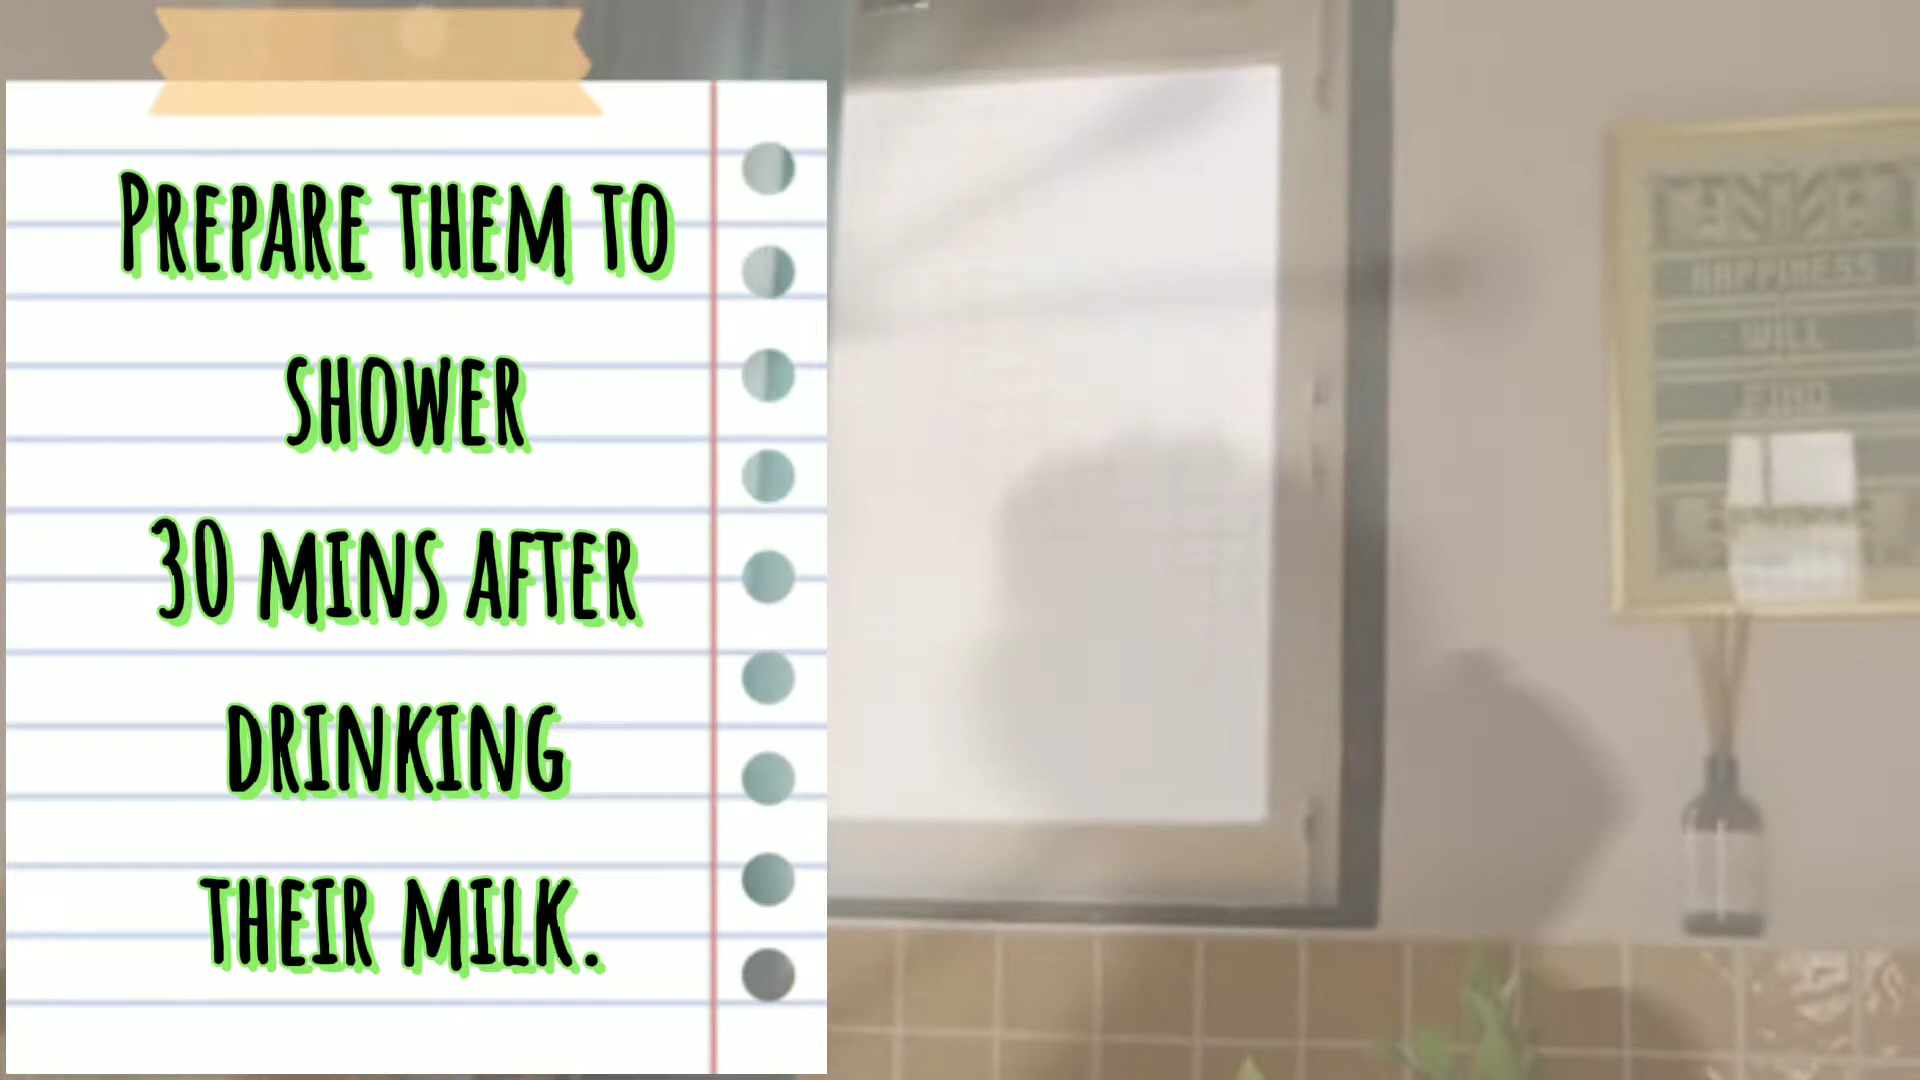 PREPARE THEM TO
SHOWER
30 MINS AFTER
DRINKING
THEIR MILK.
HAPPINESS
WILL
FIND